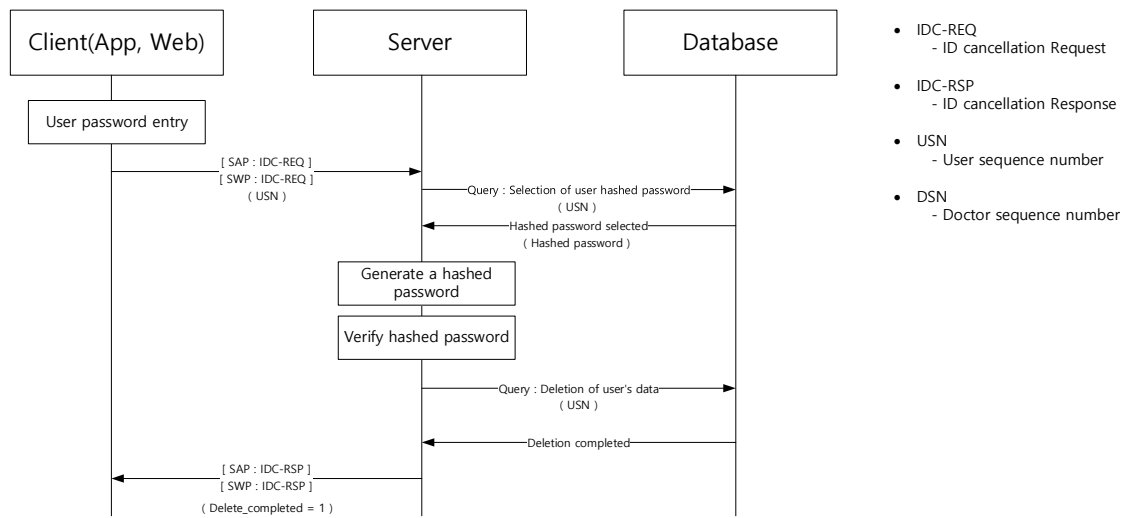 Client(App, Web)
Server
Database
User password entry
[ SAP : IDC-REQ ]
[ SWP : IDC-REQ ]
( USN )
Query : Selection of user hashed password
( USN )
Hashed password selected
( Hashed password )
Generate a hashed
password
Verify hashed password
Query : Deletion of user's data
( USN )
Deletion completed
[ SAP : IDC-RSP ]
[ SWP : IDC-RSP ]
( Delete_completed = 1 )
• IDC-REQ
- ID cancellation Request
• IDC-RSP
- ID cancellation Response
• USN
- User sequence number
• DSN
- Doctor sequence number